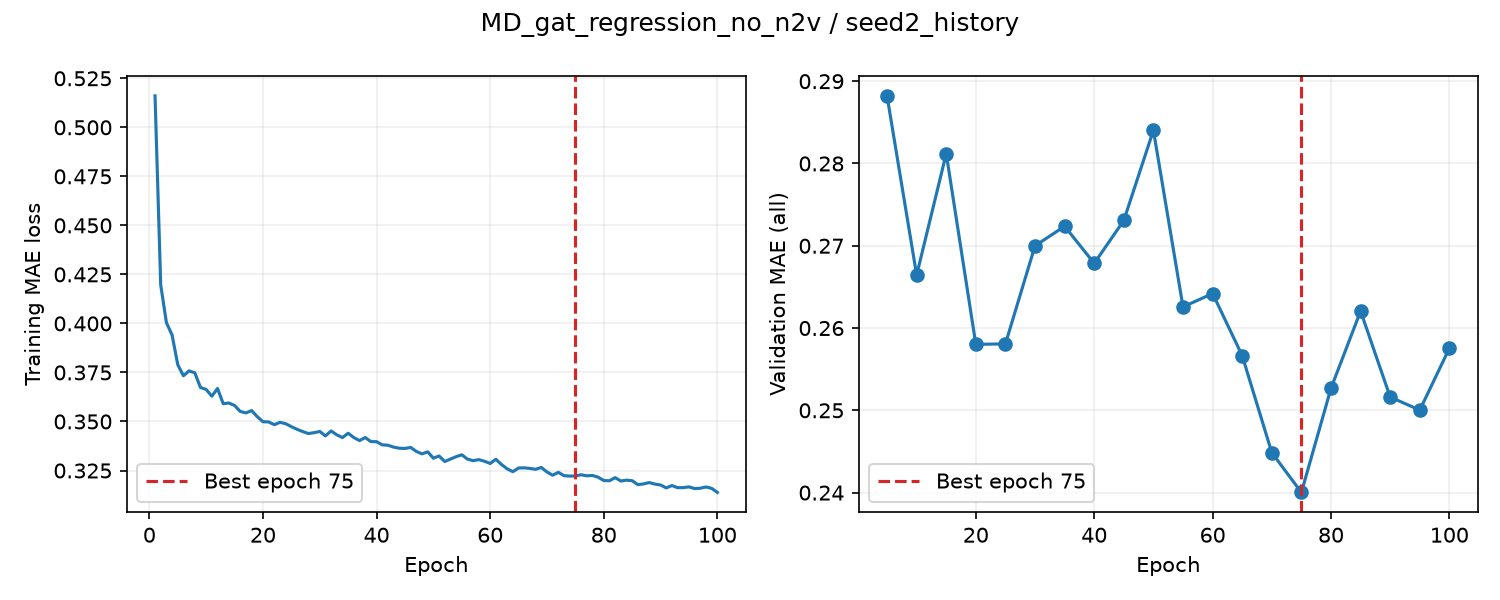 MD_gat_regression_no_n2v / seed2_history
Training MAE loss
0.525
0.500
0.475
0.450
0.425
0.400
0.375
0.350
0.325
Best epoch 75
0 20 40 60 80 100
Epoch
Validation MAE (all)
0.29
0.28
0.27
0.26
0.25
0.24
Best epoch 75
20 40 60 80 100
Epoch